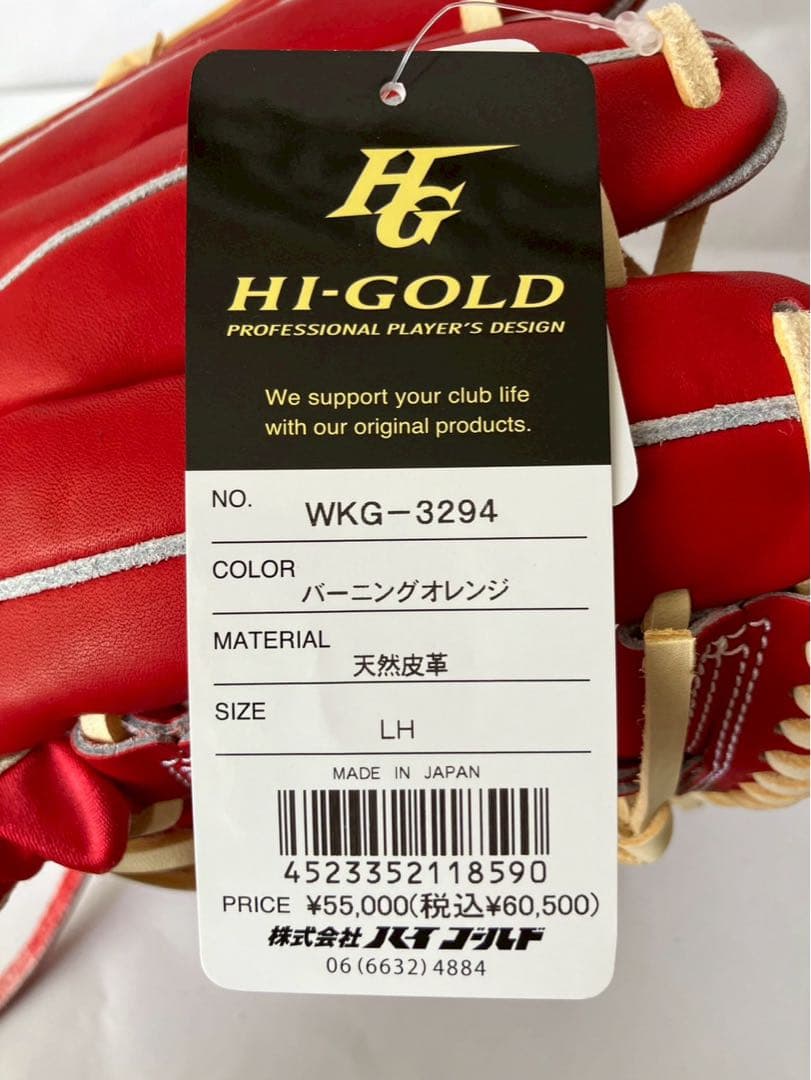 HG
HI-GOLD
PROFESSIONAL PLAYER'S DESIGN
We support your club life
with our original products.
NO. WKG-3294
COLOR バーニングオレンジ
MATERIAL 天然皮革
SIZE LH
MADE IN JAPAN
4523352118590
PRICE ¥55,000(税込¥60,500)
株式会社 ハイゴールド
06(6632)4884